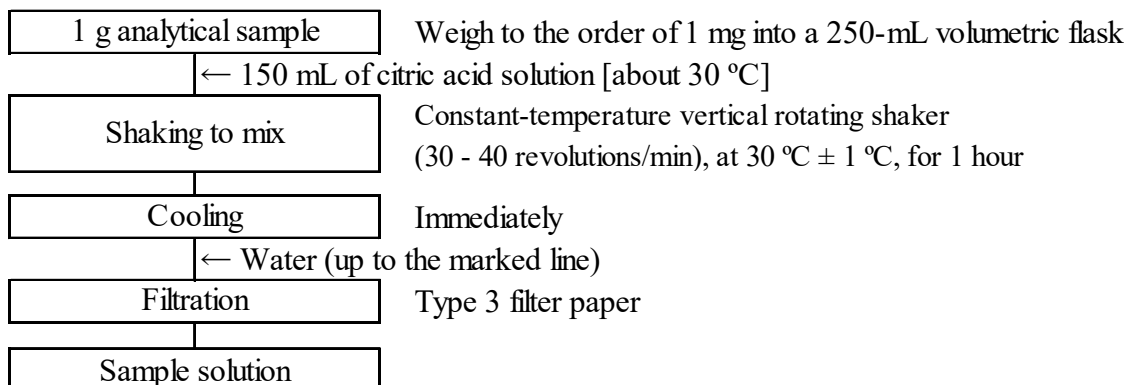 1 g analytical sample Weigh to the order of 1 mg into a 250-mL volumetric flask
← 150 mL of citric acid solution [about 30 ºC]
Shaking to mix Constant-temperature vertical rotating shaker
(30 - 40 revolutions/min), at 30 ºC ± 1 ºC, for 1 hour
Cooling Immediately
← Water (up to the marked line)
Filtration Type 3 filter paper
Sample solution